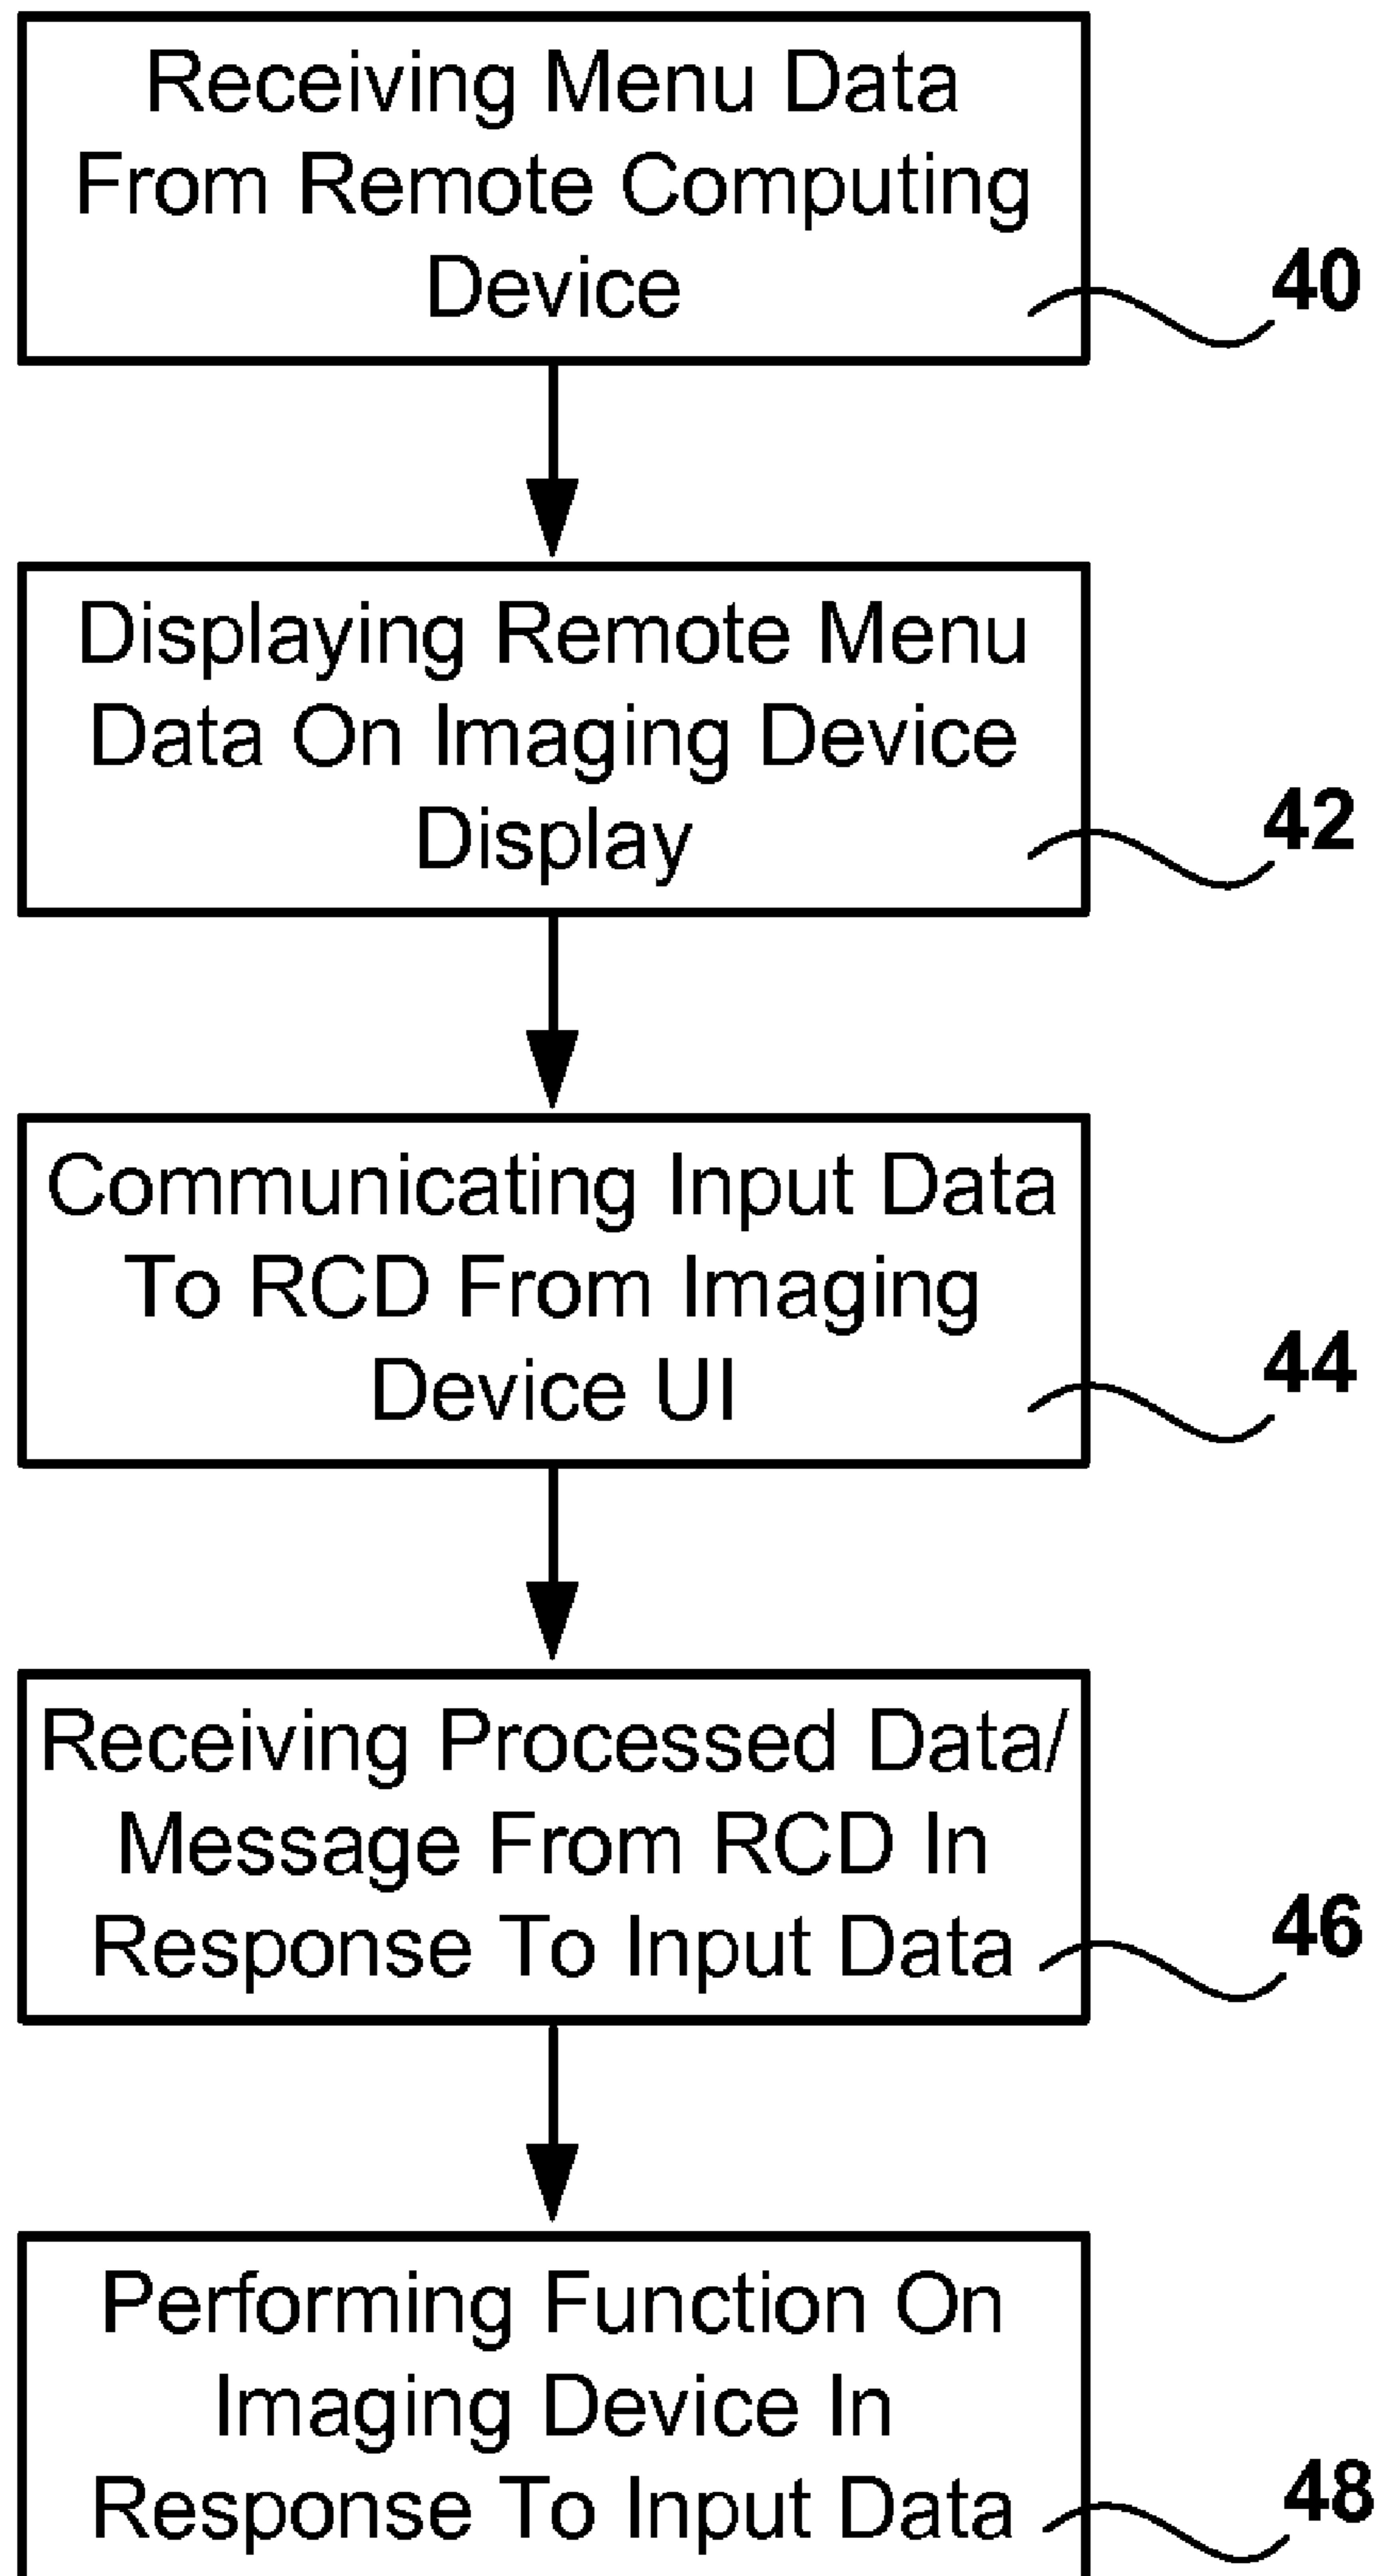 Receiving Menu Data
From Remote Computing
Device
40
Displaying Remote Menu
Data On Imaging Device
Display
42
Communicating Input Data
To RCD From Imaging
Device UI
44
Receiving Processed Data/
Message From RCD In
Response To Input Data
46
Performing Function On
Imaging Device In
Response To Input Data
48